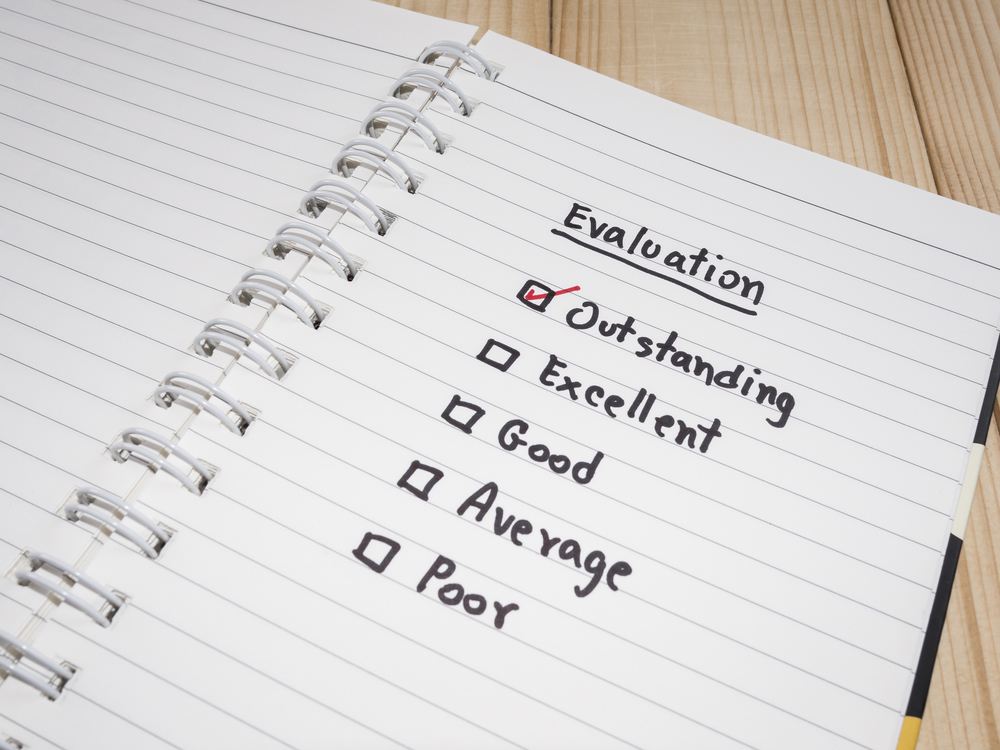 Evaluation
Outstanding
Excellent
Good
Average
Poor